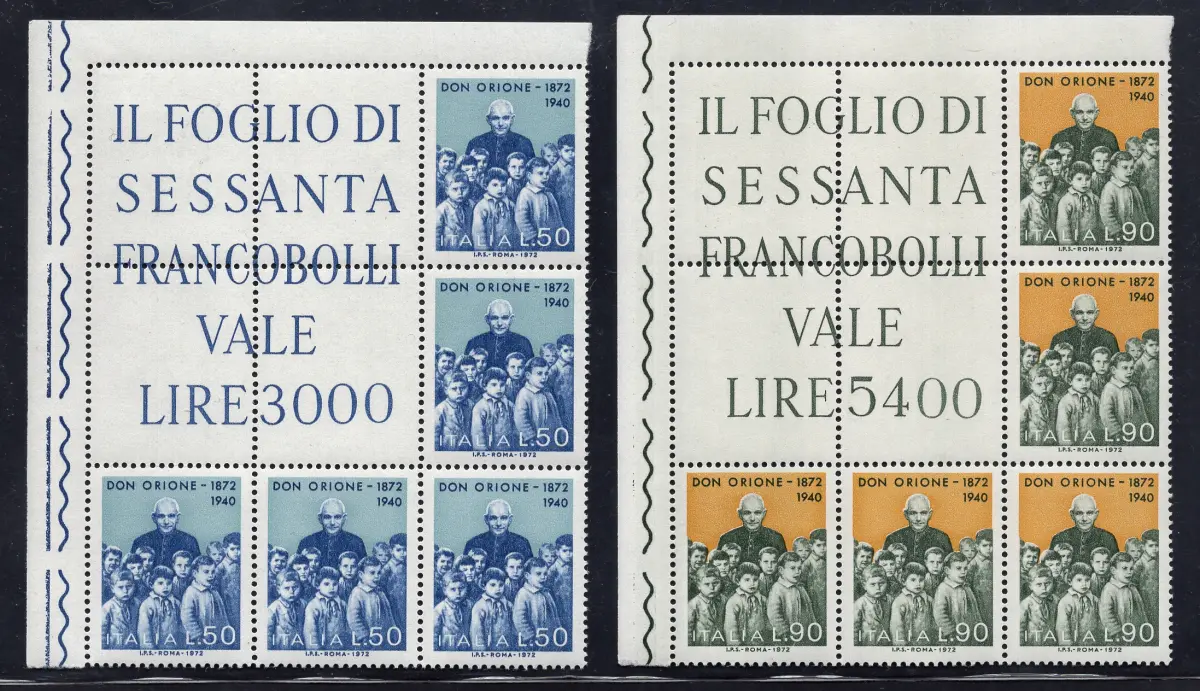 IL FOGLIO DI
SESSANTA
FRANCOBOLLI
VALE
LIRE 3000
DON ORIONE - 1872
1940
ITALIA L.50
I.P.S. - ROMA - 1972
DON ORIONE - 1872
1940
ITALIA L.50
I.P.S. - ROMA - 1972
DON ORIONE - 1872
1940
ITALIA L.50
I.P.S. - ROMA - 1972
DON ORIONE - 1872
1940
ITALIA L.50
I.P.S. - ROMA - 1972
DON ORIONE - 1872
1940
ITALIA L.50
I.P.S. - ROMA - 1972
IL FOGLIO DI
SESSANTA
FRANCOBOLLI
VALE
LIRE 5400
DON ORIONE - 1872
1940
ITALIA L.90
I.P.S. - ROMA - 1972
DON ORIONE - 1872
1940
ITALIA L.90
I.P.S. - ROMA - 1972
DON ORIONE - 1872
1940
ITALIA L.90
I.P.S. - ROMA - 1972
DON ORIONE - 1872
1940
ITALIA L.90
I.P.S. - ROMA - 1972
DON ORIONE - 1872
1940
ITALIA L.90
I.P.S. - ROMA - 1972